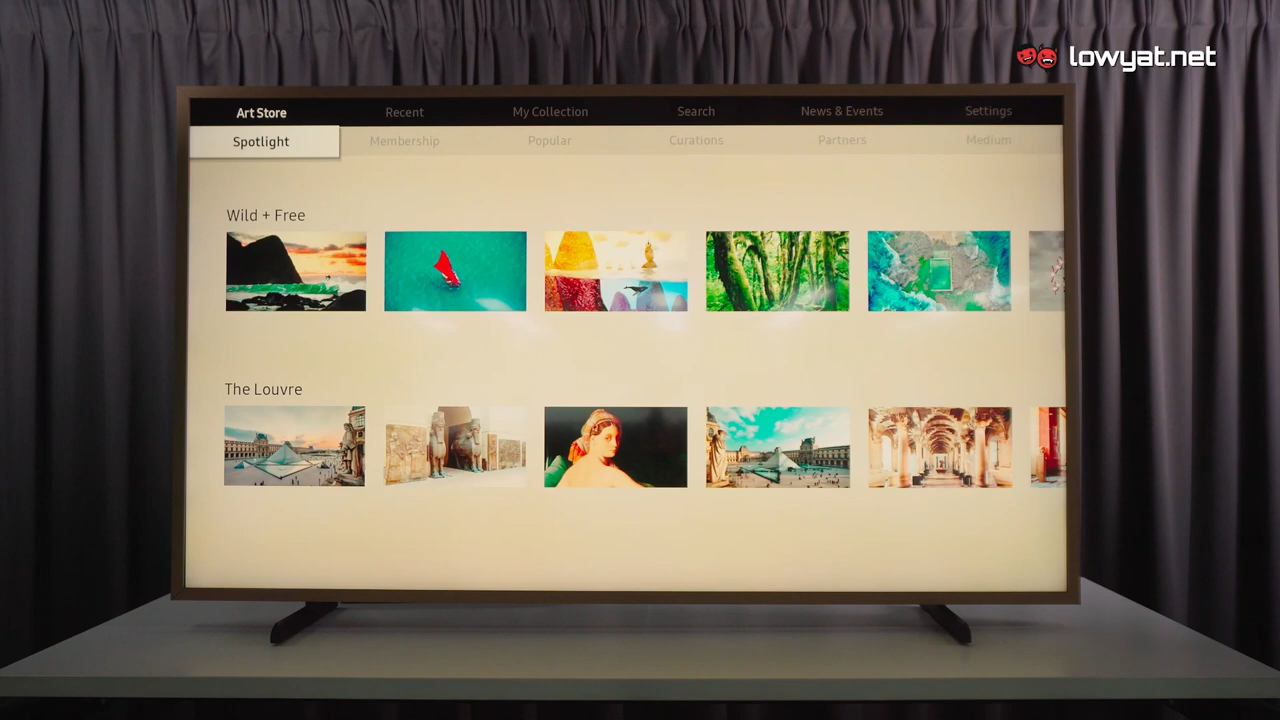 lowyat.net
Art Store Recent My Collection Search News & Events Settings
Spotlight Membership Popular Curations Partners Medium
Wild + Free
The Louvre